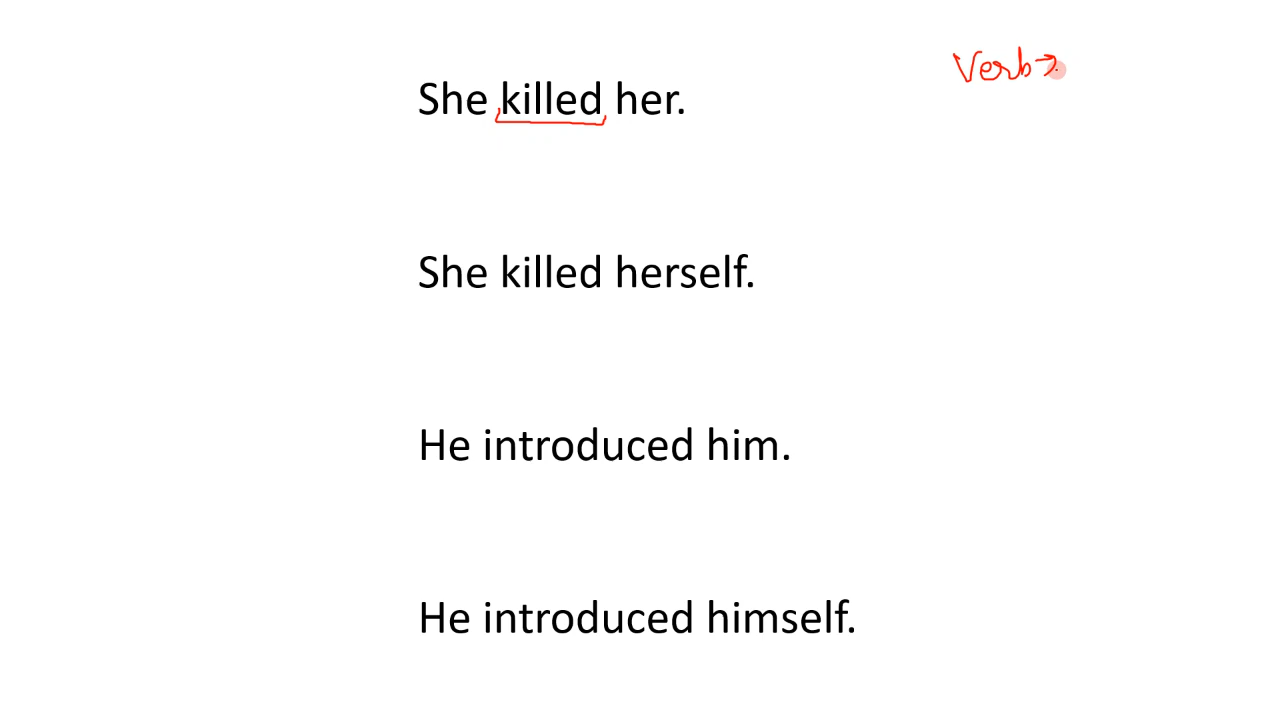 Verb →
She killed her.
She killed herself.
He introduced him.
He introduced himself.